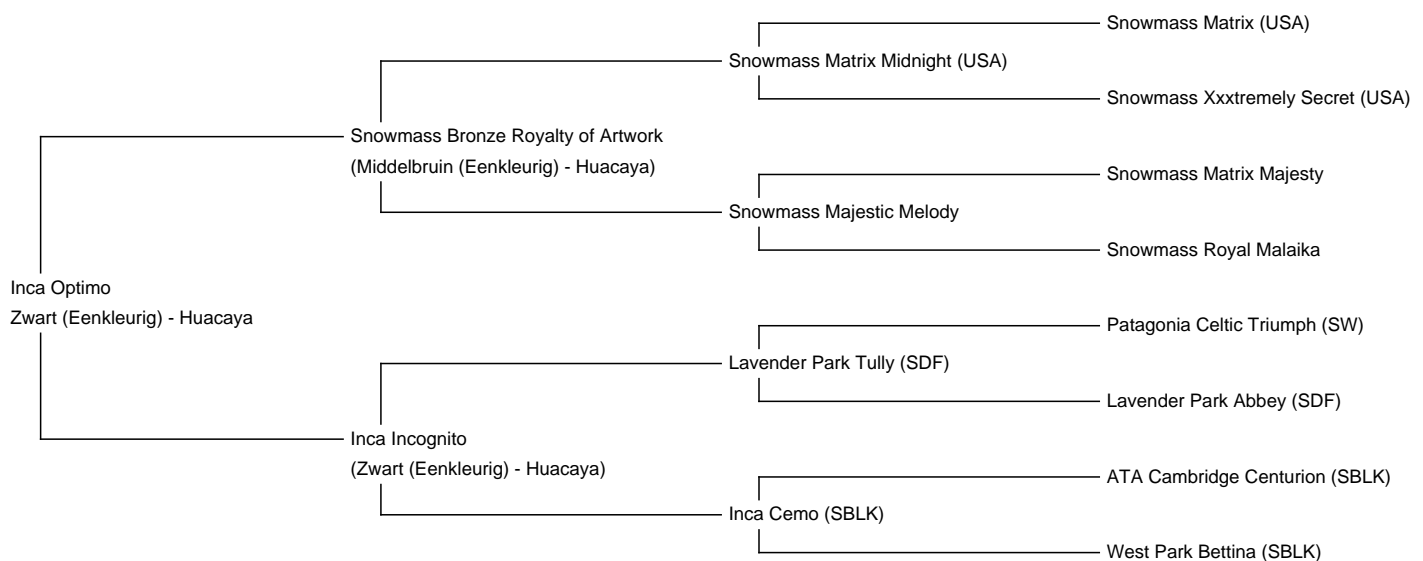 Snowmass Matrix (USA)
Snowmass Matrix Midnight (USA)
Snowmass Xxxtremely Secret (USA)
Snowmass Bronze Royalty of Artwork
(Middelbruin (Eenkleurig) - Huacaya)
Snowmass Matrix Majesty
Snowmass Majestic Melody
Snowmass Royal Malaika
Inca Optimo
Zwart (Eenkleurig) - Huacaya
Patagonia Celtic Triumph (SW)
Lavender Park Tully (SDF)
Lavender Park Abbey (SDF)
Inca Incognito
(Zwart (Eenkleurig) - Huacaya)
ATA Cambridge Centurion (SBLK)
Inca Cemo (SBLK)
West Park Bettina (SBLK)